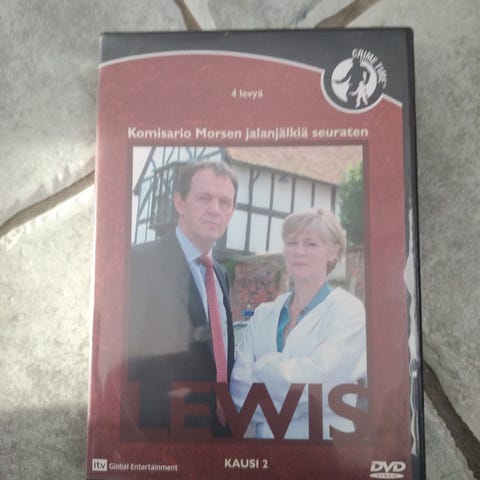 CRIME TIME
4 levyä
Komisario Morsen jalanjälkiä seuraten
LEWIS
itv Global Entertainment
KAUSI 2
DVD
VIDEO